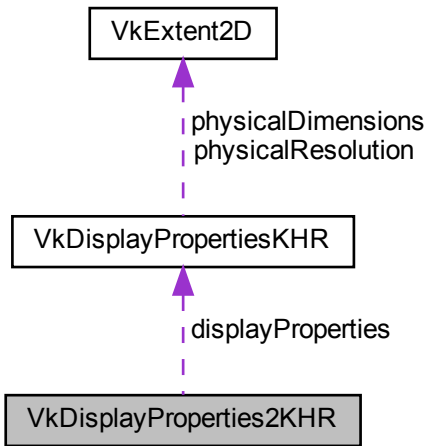 VkExtent2D
physicalDimensions
physicalResolution
VkDisplayPropertiesKHR
displayProperties
VkDisplayProperties2KHR